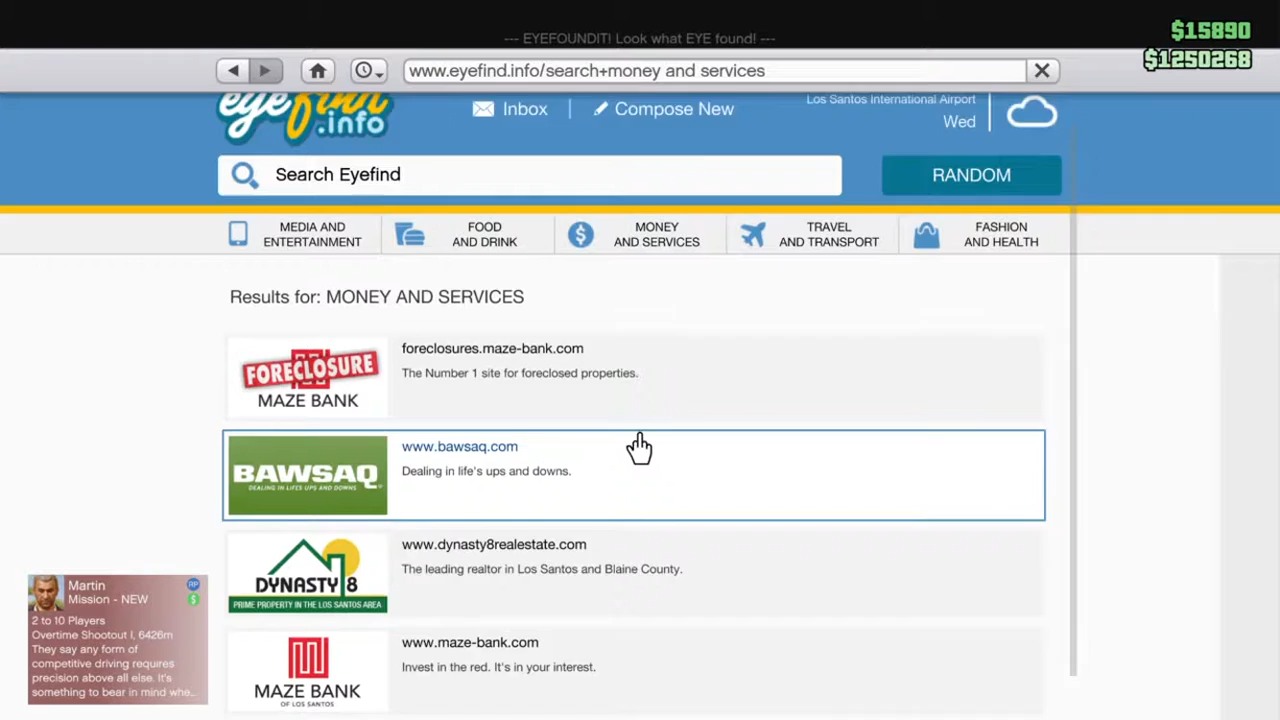 $15890
--- EYEFOUNDIT! Look what EYE found! ---
$1250268
www.eyefind.info/search+money and services
eyefind
.info
Inbox
Compose New
Los Santos International Airport
Wed
Search Eyefind
RANDOM
MEDIA AND
ENTERTAINMENT
FOOD
AND DRINK
MONEY
AND SERVICES
TRAVEL
AND TRANSPORT
FASHION
AND HEALTH
Results for: MONEY AND SERVICES
FORECLOSURE
MAZE BANK
foreclosures.maze-bank.com
The Number 1 site for foreclosed properties.
BAWSAQ
DEALING IN LIFE'S UPS AND DOWNS
www.bawsaq.com
Dealing in life's ups and downs.
DYNASTY 8
PRIME PROPERTY IN THE LOS SANTOS AREA
www.dynasty8realestate.com
The leading realtor in Los Santos and Blaine County.
MAZE BANK
OF LOS SANTOS
www.maze-bank.com
Invest in the red. It's in your interest.
Martin
RP
Mission - NEW
$
2 to 10 Players
Overtime Shootout I, 6426m
They say any form of
competitive driving requires
precision above all else. It's
something to bear in mind whe...